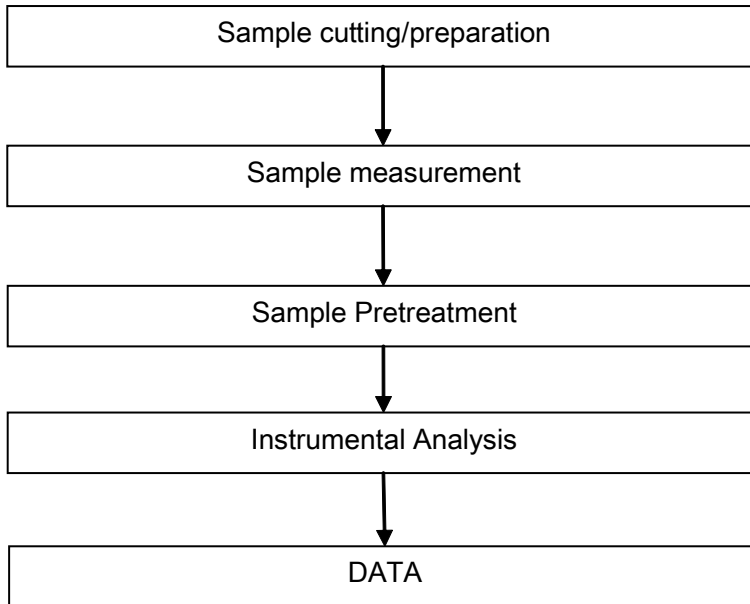 Sample cutting/preparation
Sample measurement
Sample Pretreatment
Instrumental Analysis
DATA